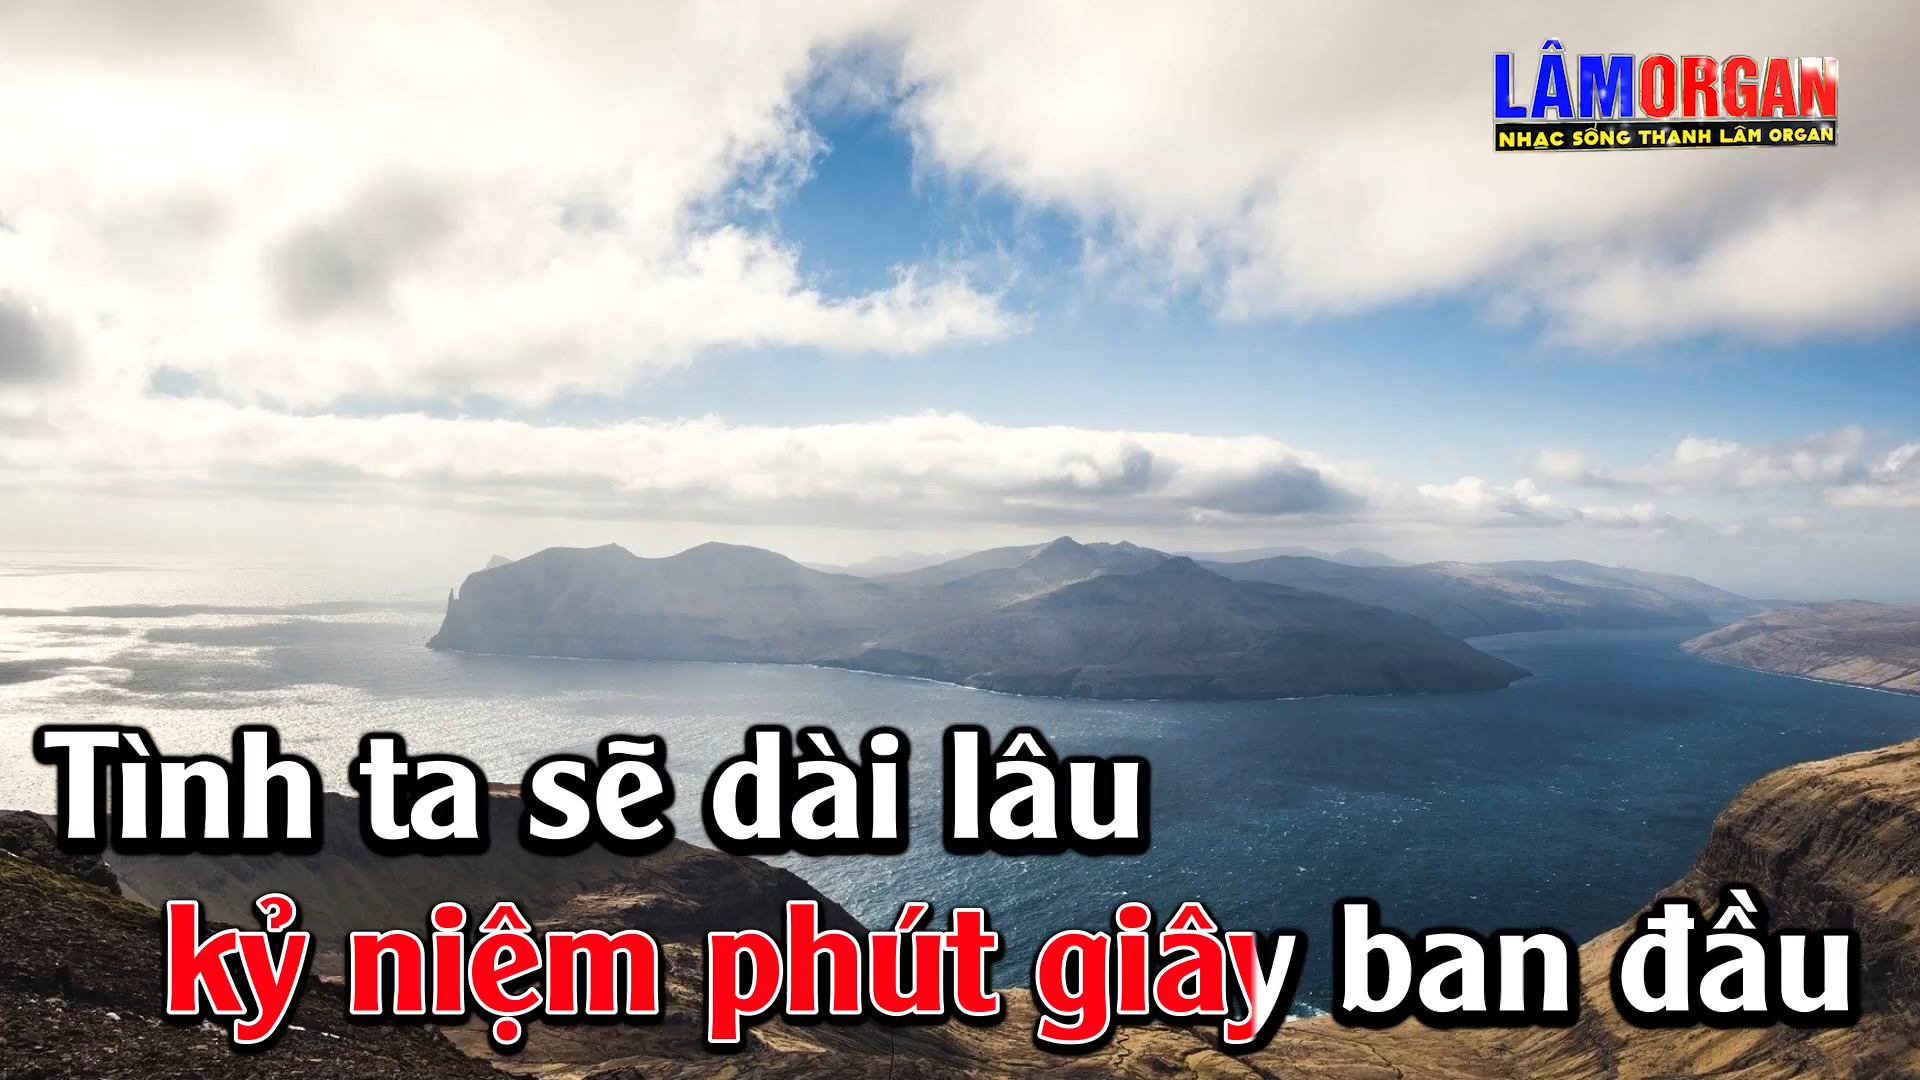 LÂMORGAN
NHẠC SỐNG THANH LÂM ORGAN
Tình ta sẽ dài lâu
kỷ niệm phút giây ban đầu